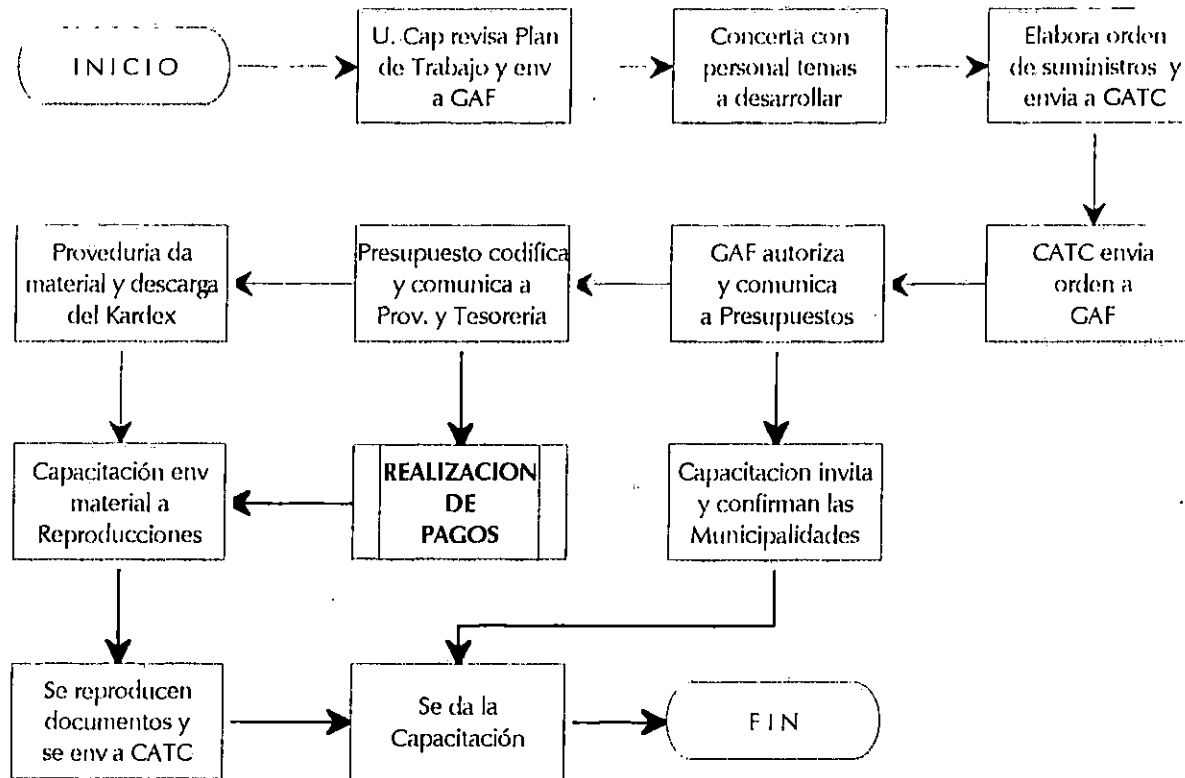 INICIO
U. Cap revisa Plan
de Trabajo y env
a GAF
Concerta con
personal temas
a desarrollar
Elabora orden
de suministros y
envia a GATC
CATC envia
orden a
GAF
GAF autoriza
y comunica
a Presupuestos
Presupuesto codifica
y comunica a
Prov. y Tesoreria
Proveduria da
material y descarga
del Kardex
Capacitación env
material a
Reproducciones
REALIZACION
DE
PAGOS
Capacitacion invita
y confirman las
Municipalidades
Se reproducen
documentos y
se env a CATC
Se da la
Capacitación
FIN